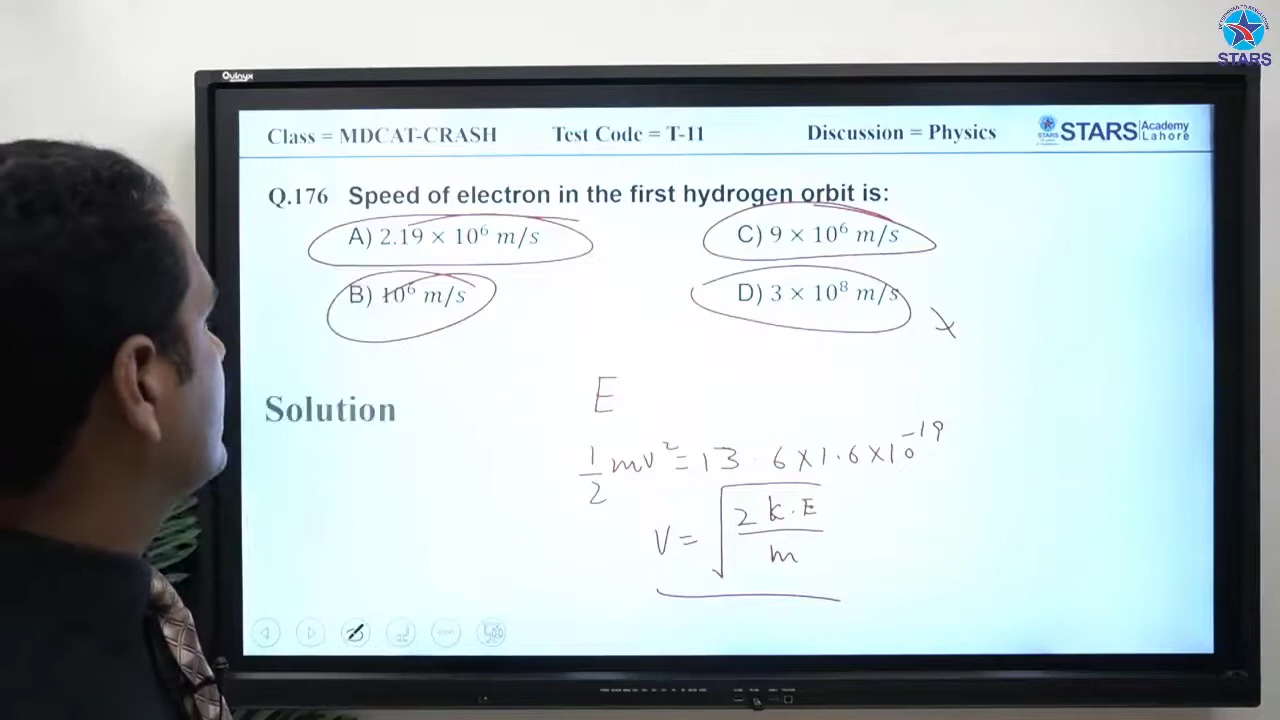 STARS
Quinyx
Class = MDCAT-CRASH Test Code = T-11 Discussion = Physics STARS Academy Lahore
Q.176 Speed of electron in the first hydrogen orbit is:
A) 2.19 × 10⁶ m/s C) 9 × 10⁶ m/s
B) 10⁶ m/s D) 3 × 10⁸ m/s
Solution
E
1/2 mv² = 13.6 × 1.6 × 10⁻¹⁹
V = √(2 K.E / m)